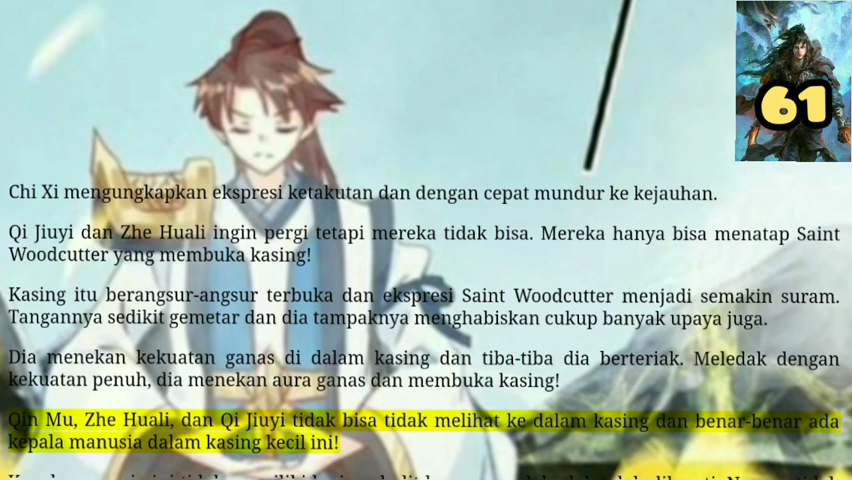 61
Chi Xi mengungkapkan ekspresi ketakutan dan dengan cepat mundur ke kejauhan.
Qi Jiuyi dan Zhe Huali ingin pergi tetapi mereka tidak bisa. Mereka hanya bisa menatap Saint
Woodcutter yang membuka kasing!
Kasing itu berangsur-angsur terbuka dan ekspresi Saint Woodcutter menjadi semakin suram.
Tangannya sedikit gemetar dan dia tampaknya menghabiskan cukup banyak upaya juga.
Dia menekan kekuatan ganas di dalam kasing dan tiba-tiba dia berteriak. Meledak dengan
kekuatan penuh, dia menekan aura ganas dan membuka kasing!
Qin Mu, Zhe Huali, dan Qi Jiuyi tidak bisa tidak melihat ke dalam kasing dan benar-benar ada
kepala manusia dalam kasing kecil ini!